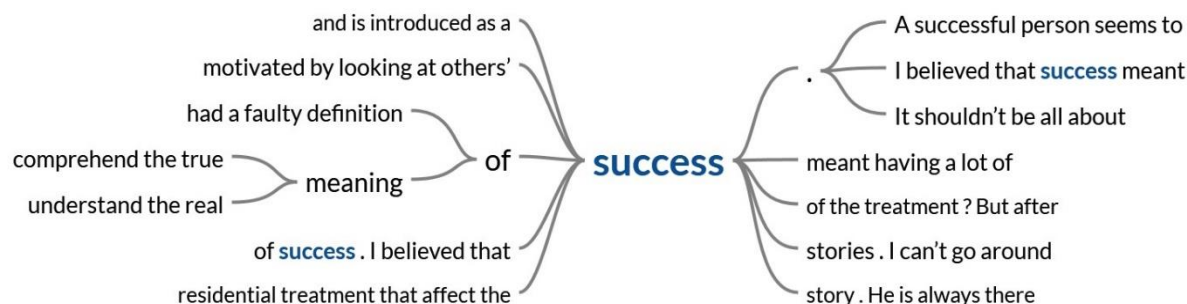 and is introduced as a
motivated by looking at others’
had a faulty definition
comprehend the true
understand the real
meaning
of
of success . I believed that
residential treatment that affect the
success
.
A successful person seems to
I believed that success meant
It shouldn’t be all about
meant having a lot of
of the treatment ? But after
stories . I can’t go around
story . He is always there